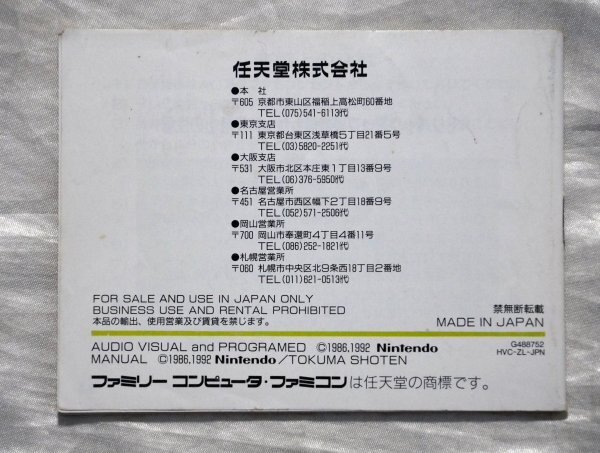 任天堂株式会社
●本 社
〒605 京都市東山区福稲上高松町60番地
TEL(075)541-6113代
●東京支店
〒111 東京都台東区浅草橋5丁目21番5号
TEL(03)5820-2251代
●大阪支店
〒531 大阪市北区本庄東1丁目13番9号
TEL(06)376-5950代
●名古屋営業所
〒451 名古屋市西区幅下2丁目18番9号
TEL(052)571-2506代
●岡山営業所
〒700 岡山市奉還町4丁目4番11号
TEL(086)252-1821代
●札幌営業所
〒060 札幌市中央区北9条西18丁目2番地
TEL(011)621-0513代
FOR SALE AND USE IN JAPAN ONLY
BUSINESS USE AND RENTAL PROHIBITED
本品の輸出、使用営業及び賃貸を禁じます。
禁無断転載
MADE IN JAPAN
AUDIO VISUAL and PROGRAMED ©1986,1992 Nintendo
MANUAL ©1986,1992 Nintendo/TOKUMA SHOTEN
G488752
HVC-ZL-JPN
ファミリー コンピュータ・ファミコンは任天堂の商標です。